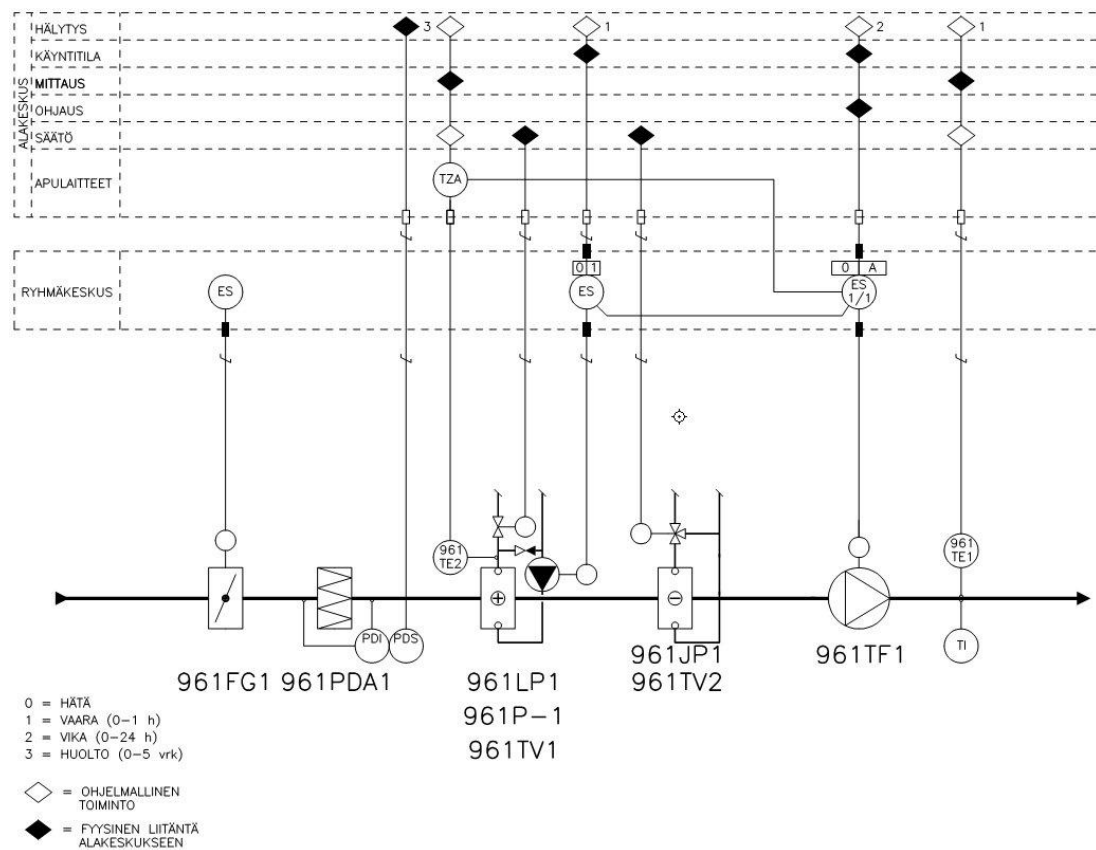 HÄLYTYS
3
1
2
1
KÄYNTITILA
MITTAUS
OHJAUS
SÄÄTÖ
ALAKESKUS
APULAITTEET
TZA
0 1
0 A
RYHMÄKESKUS
ES
ES
ES
1/1
961
TE2
961
TE1
PDI
PDS
TI
961FG1
961PDA1
961LP1
961P-1
961TV1
961JP1
961TV2
961TF1
0 = HÄTÄ
1 = VAARA (0-1 h)
2 = VIKA (0-24 h)
3 = HUOLTO (0-5 vrk)
= OHJELMALLINEN
TOIMINTO
= FYYSINEN LIITÄNTÄ
ALAKESKUKSEEN